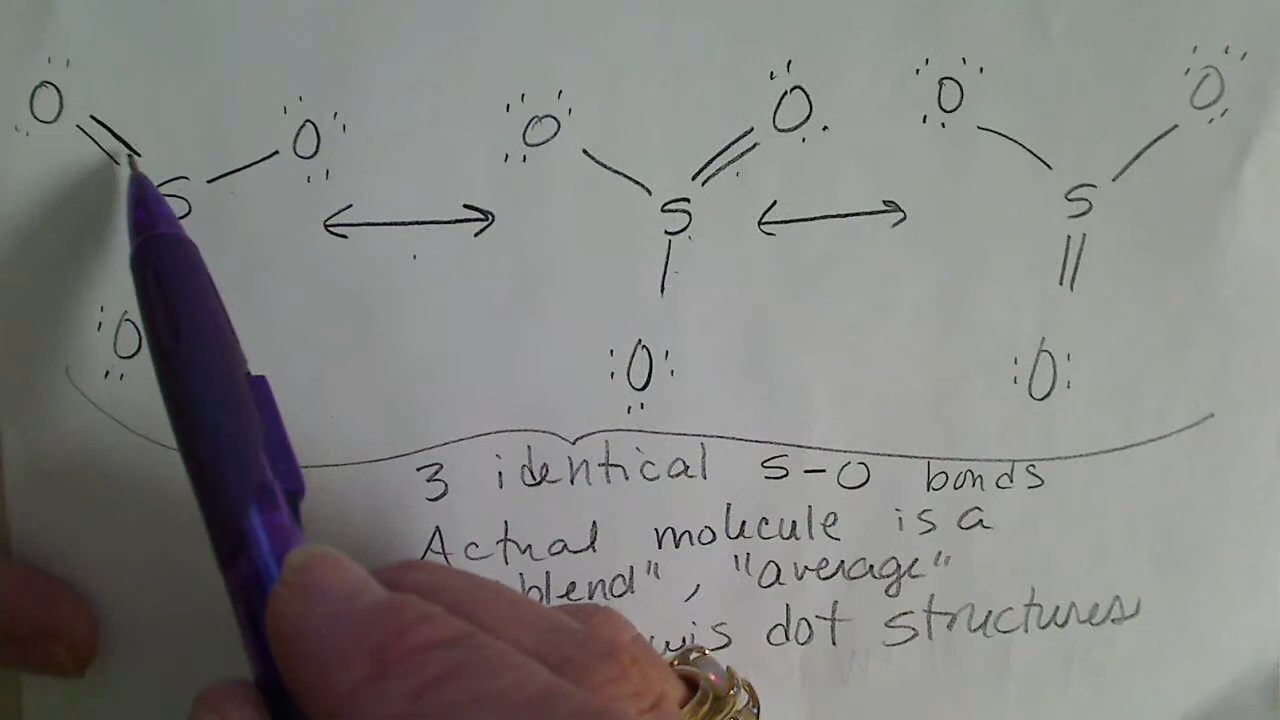 O O O O O O
S S S
O O O
3 identical S-O bonds
Actual molecule is a
blend", "average"
dot structures